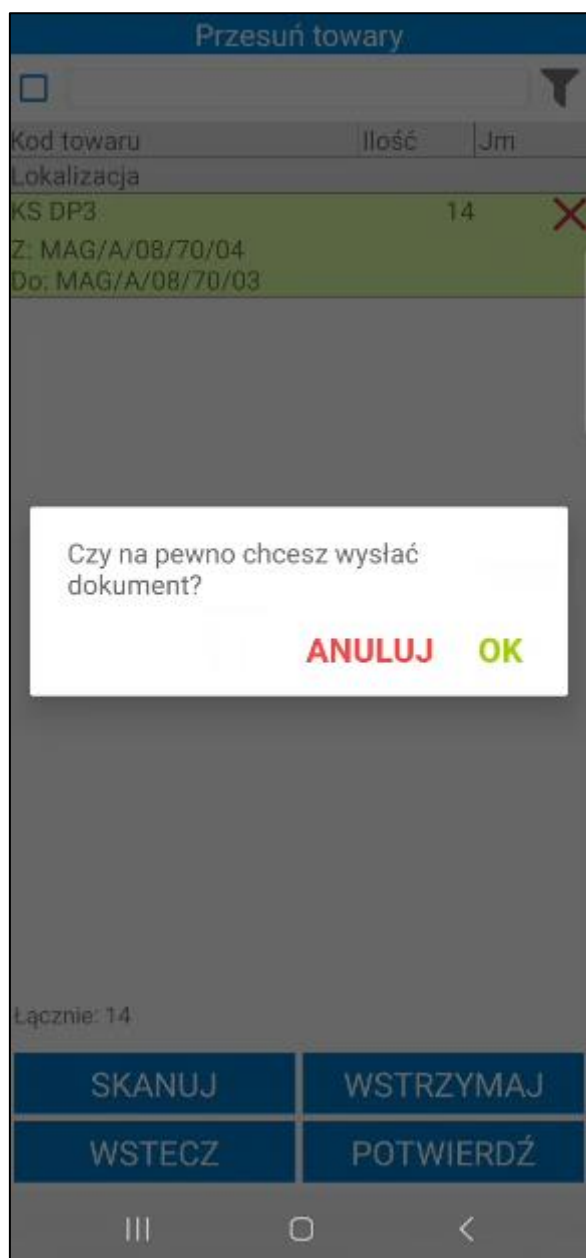 Przesuń towary
Kod towaru Ilość Jm
Lokalizacja
KS DP3 14
Z: MAG/A/08/70/04
Do: MAG/A/08/70/03
Czy na pewno chcesz wysłać
dokument?
ANULUJ OK
Łącznie: 14
SKANUJ WSTRZYMAJ
WSTECZ POTWIERDŹ